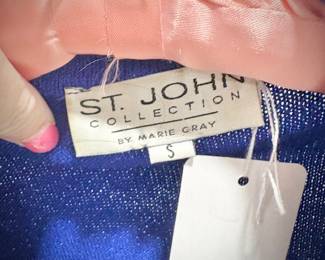 ST. JOHN
COLLECTION
BY MARIE GRAY
S